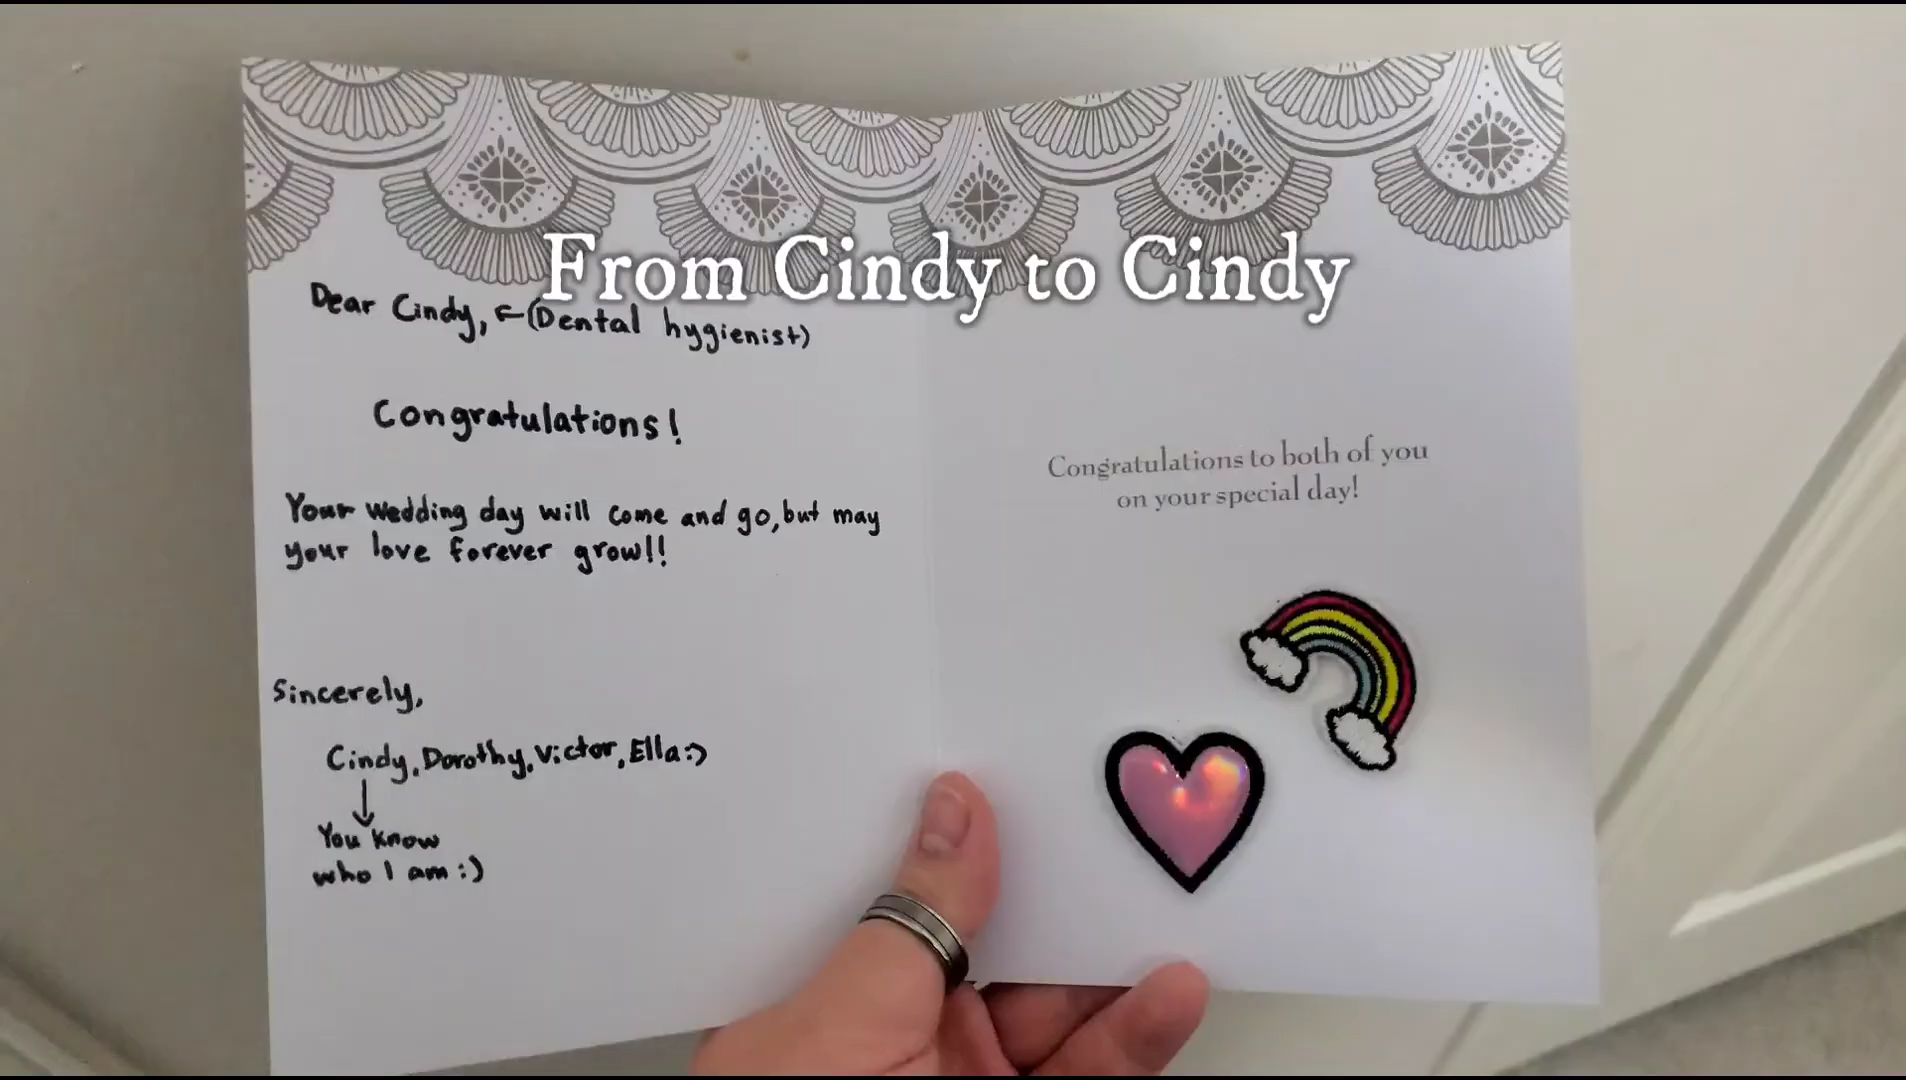 From Cindy to Cindy
Dear Cindy, ←(Dental hygienist)
Congratulations!
Your wedding day will come and go, but may
your love forever grow!!
Sincerely,
Cindy, Dorothy, Victor, Ella :)
↓
You know
who I am :)
Congratulations to both of you
on your special day!